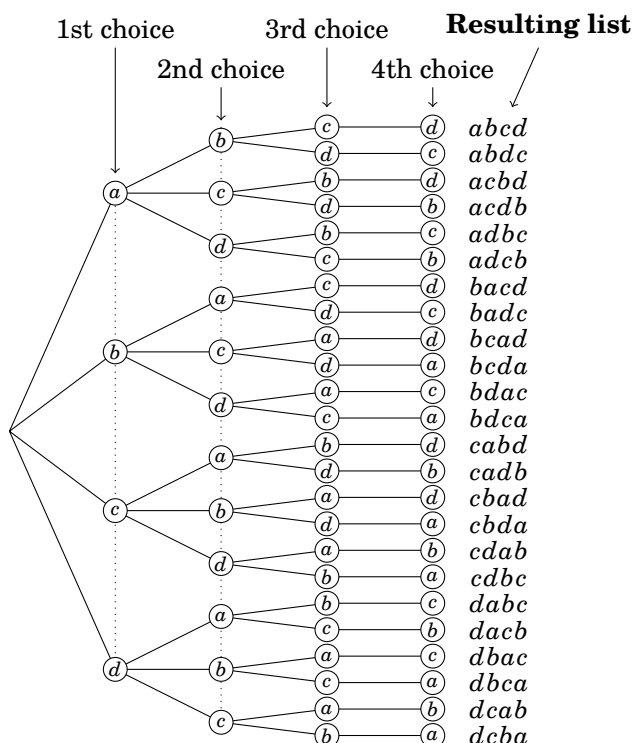 1st choice
2nd choice
3rd choice
4th choice
Resulting list
c d abcd
b
d c abdc
b d acbd
a c
d b acdb
b c adbc
d
c b adcb
c d bacd
a
d c badc
a d bcad
b c
d a bcda
a c bdac
d
c a bdca
b d cabd
a
d b cadb
a d cbad
c b
d a cbda
a b cdab
d
b a cdbc
b c dabc
a
c b dacb
a c dbac
d b
c a dbca
a b dcab
c
b a dcba